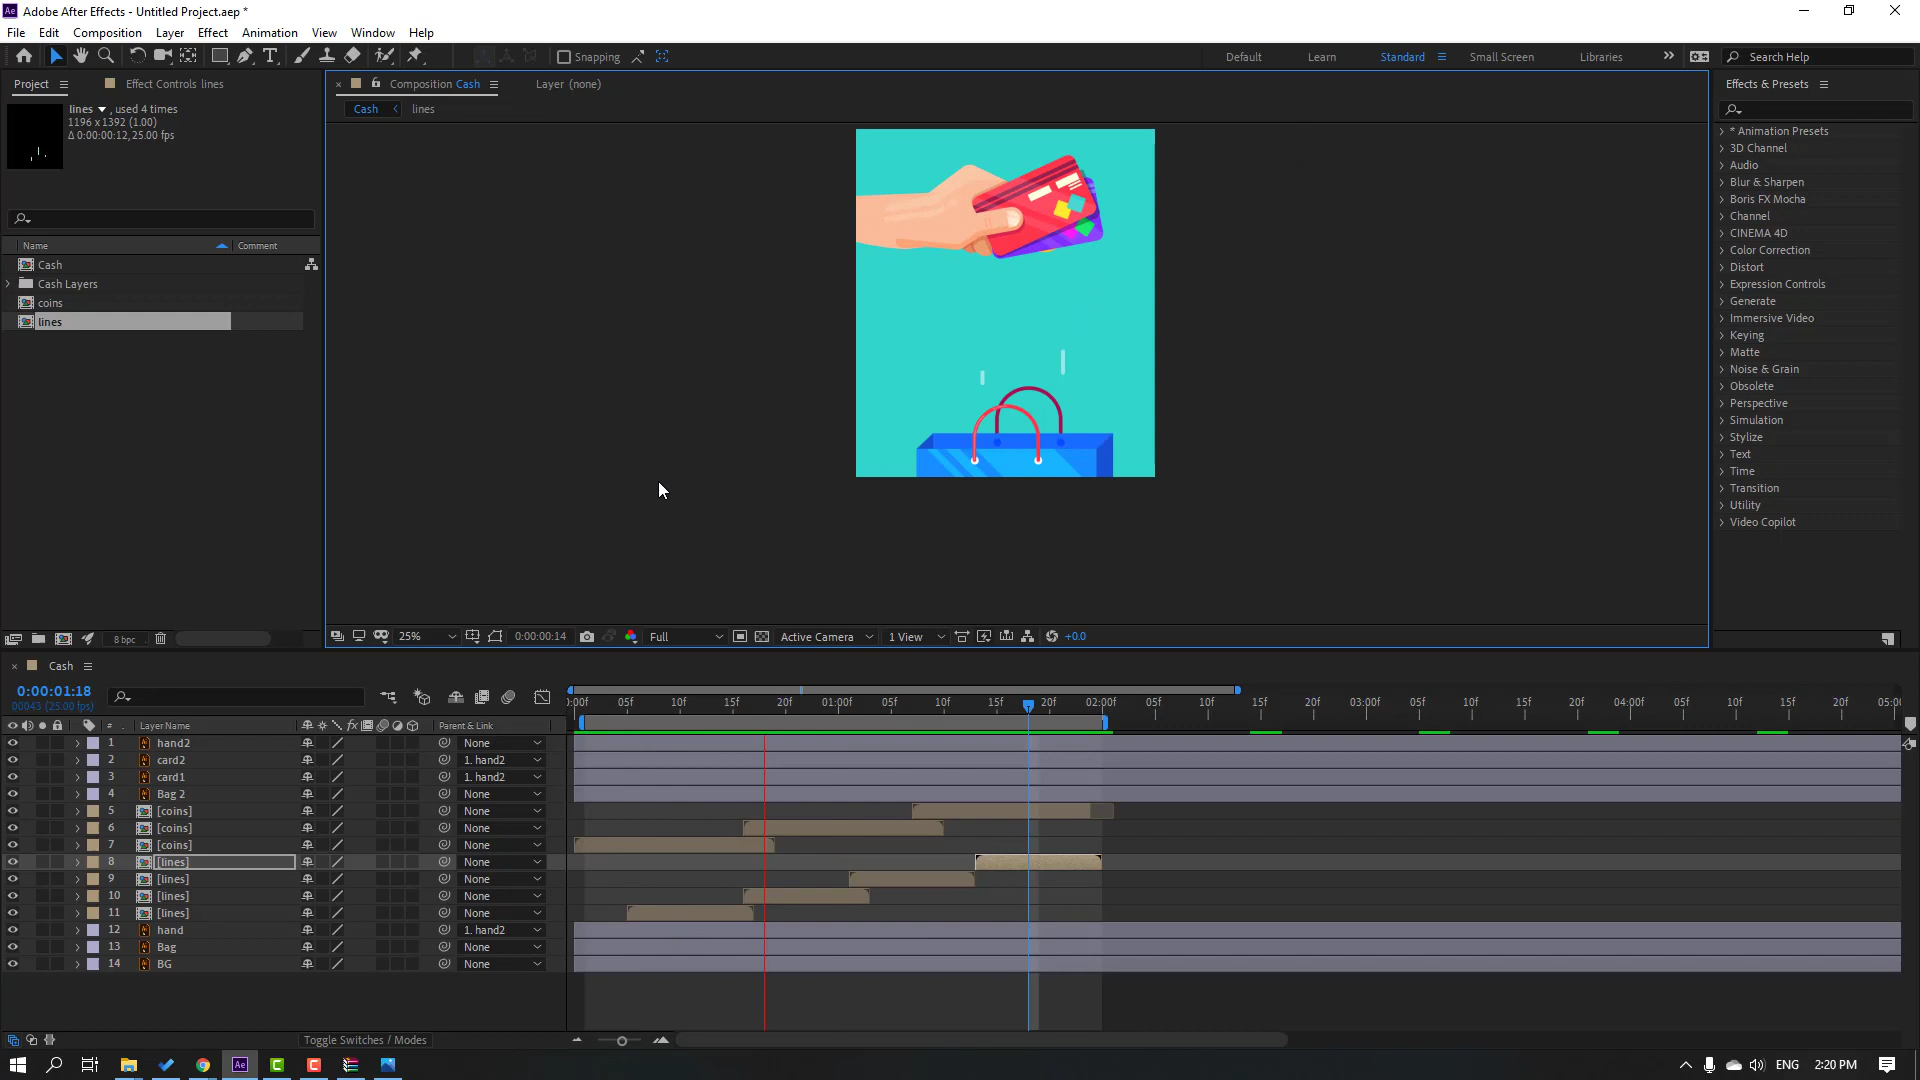 Adobe After Effects - Untitled Project.aep *
File Edit Composition Layer Effect Animation View Window Help
Snapping
Default Learn Standard Small Screen Libraries Search Help
Project Effect Controls lines
lines , used 4 times
1196 x 1392 (1.00)
Δ 0:00:00:12, 25.00 fps
Name Comment
Cash
Cash Layers
coins
lines
8 bpc
Composition Cash Layer (none)
Cash lines
25% 0:00:00:14 Full Active Camera 1 View +0.0
Effects & Presets
* Animation Presets
3D Channel
Audio
Blur & Sharpen
Boris FX Mocha
Channel
CINEMA 4D
Color Correction
Distort
Expression Controls
Generate
Immersive Video
Keying
Matte
Noise & Grain
Obsolete
Perspective
Simulation
Stylize
Text
Time
Transition
Utility
Video Copilot
Cash
0:00:01:18
00043 (25.00 fps)
:00f 05f 10f 15f 20f 01:00f 05f 10f 15f 20f 02:00f 05f 10f 15f 20f 03:00f 05f 10f 15f 20f 04:00f 05f 10f 15f 20f 05:00
# Layer Name Parent & Link
1 hand2 None
2 card2 1. hand2
3 card1 1. hand2
4 Bag 2 None
5 [coins] None
6 [coins] None
7 [coins] None
8 [lines] None
9 [lines] None
10 [lines] None
11 [lines] None
12 hand 1. hand2
13 Bag None
14 BG None
Toggle Switches / Modes
Ae
ENG 2:20 PM